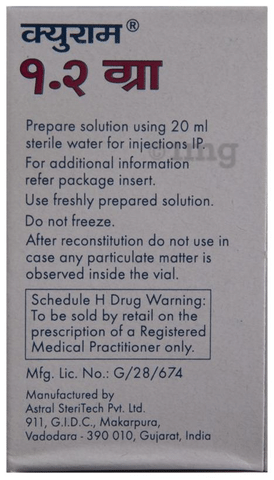 क्युराम®
१.२ ग्रा
Prepare solution using 20 ml
sterile water for injections IP.
For additional information
refer package insert.
Use freshly prepared solution.
Do not freeze.
After reconstitution do not use in
case any particulate matter is
observed inside the vial.
Schedule H Drug Warning:
To be sold by retail on the
prescription of a Registered
Medical Practitioner only.
Mfg. Lic. No.: G/28/674
Manufactured by
Astral SteriTech Pvt. Ltd.
911, G.I.D.C., Makarpura,
Vadodara - 390 010, Gujarat, India